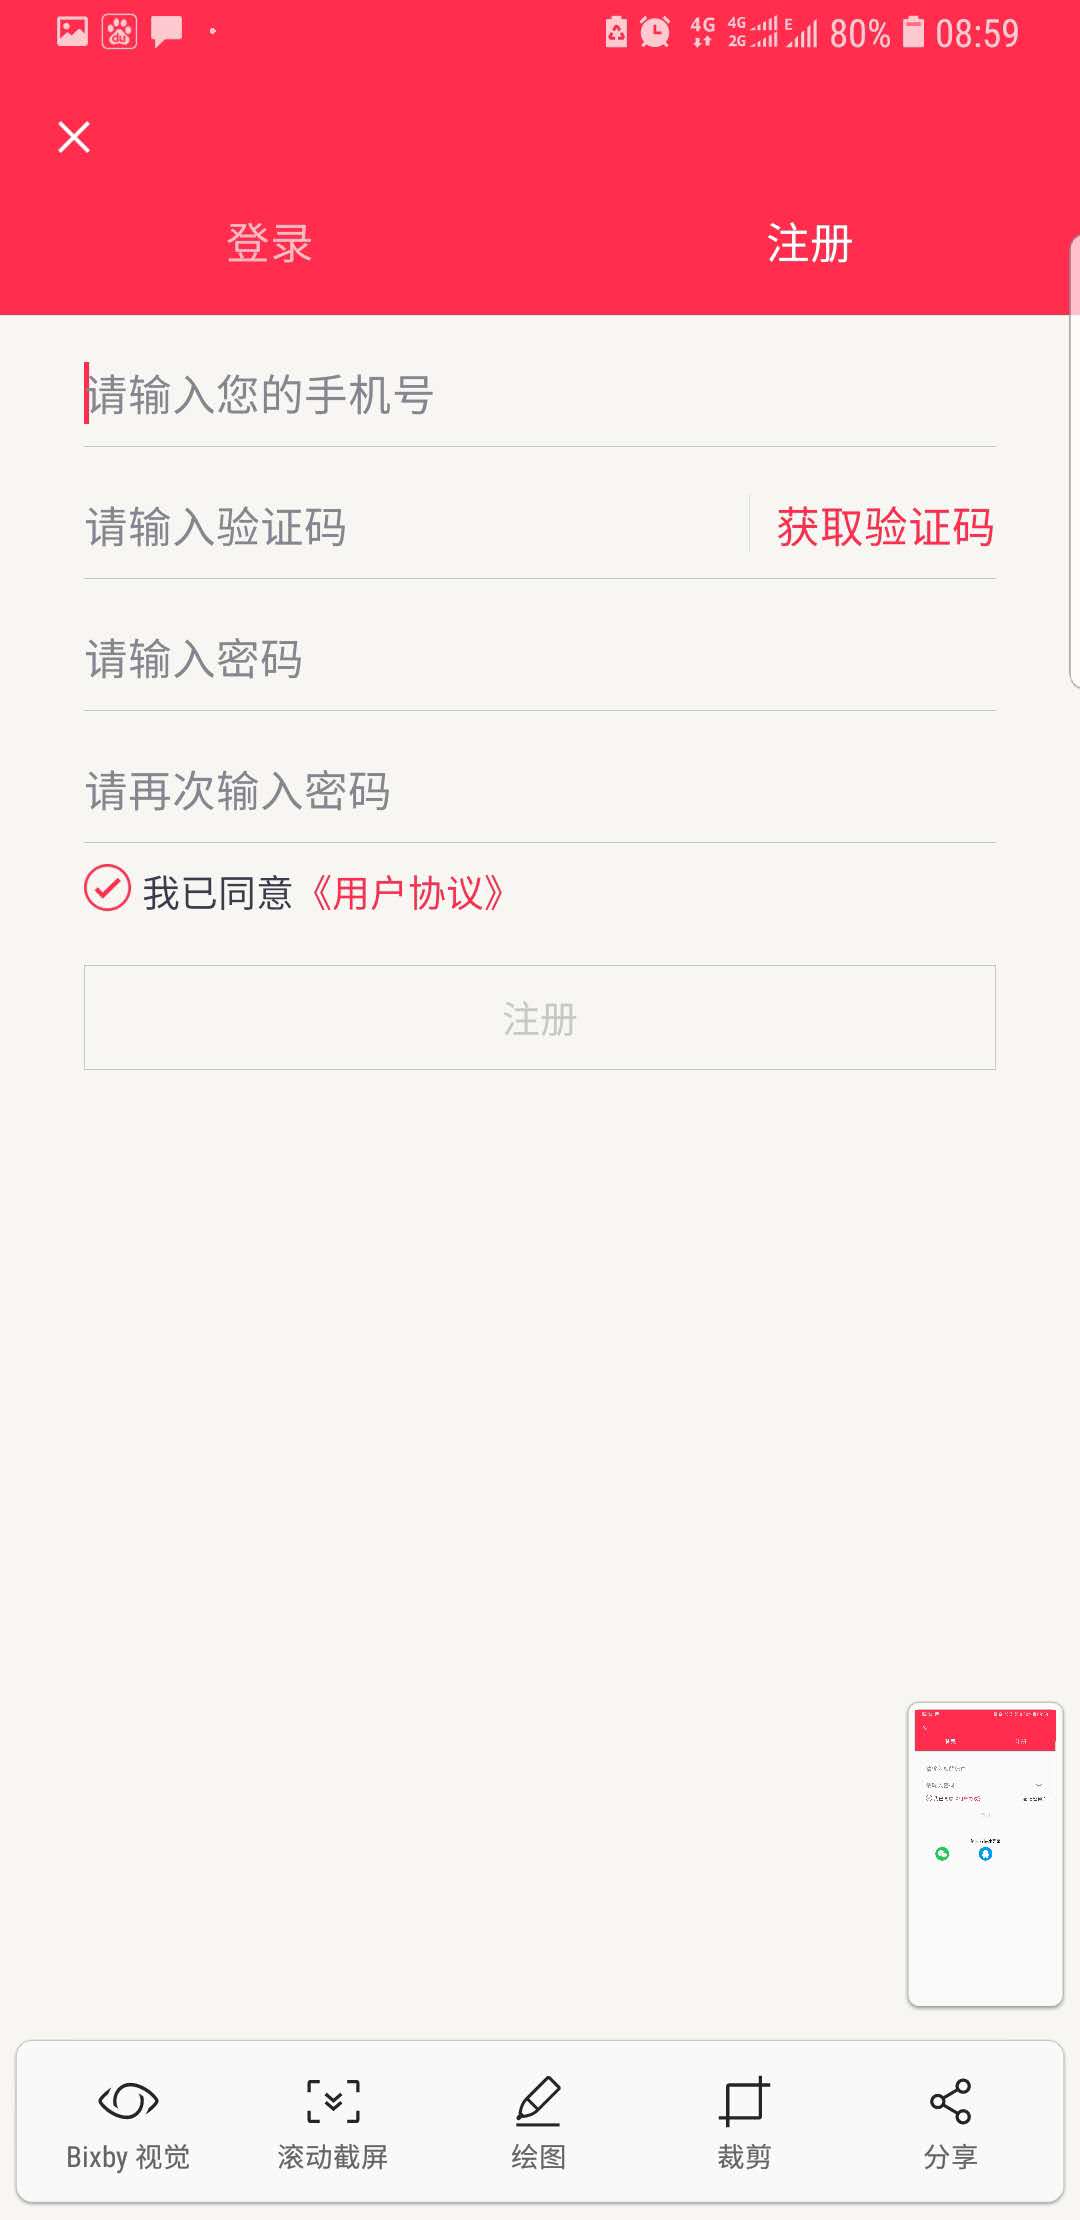 4G 4G 2G E 80% 08:59
登录 注册
请输入您的手机号
请输入验证码 获取验证码
请输入密码
请再次输入密码
我已同意《用户协议》
注册
Bixby 视觉 滚动截屏 绘图 裁剪 分享